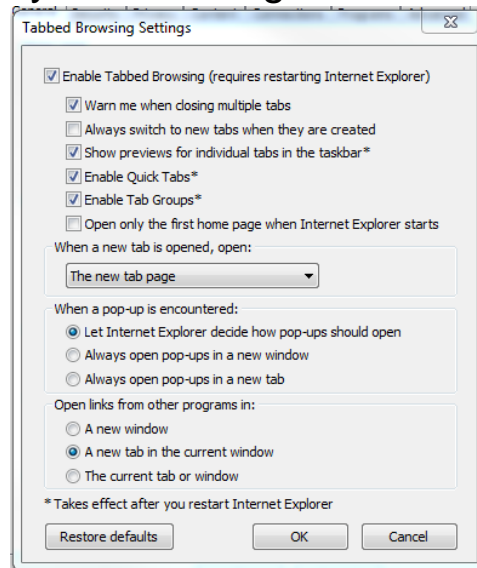 Tabbed Browsing Settings
Enable Tabbed Browsing (requires restarting Internet Explorer)
Warn me when closing multiple tabs
Always switch to new tabs when they are created
Show previews for individual tabs in the taskbar*
Enable Quick Tabs*
Enable Tab Groups*
Open only the first home page when Internet Explorer starts
When a new tab is opened, open:
The new tab page
When a pop-up is encountered:
Let Internet Explorer decide how pop-ups should open
Always open pop-ups in a new window
Always open pop-ups in a new tab
Open links from other programs in:
A new window
A new tab in the current window
The current tab or window
* Takes effect after you restart Internet Explorer
Restore defaults OK Cancel